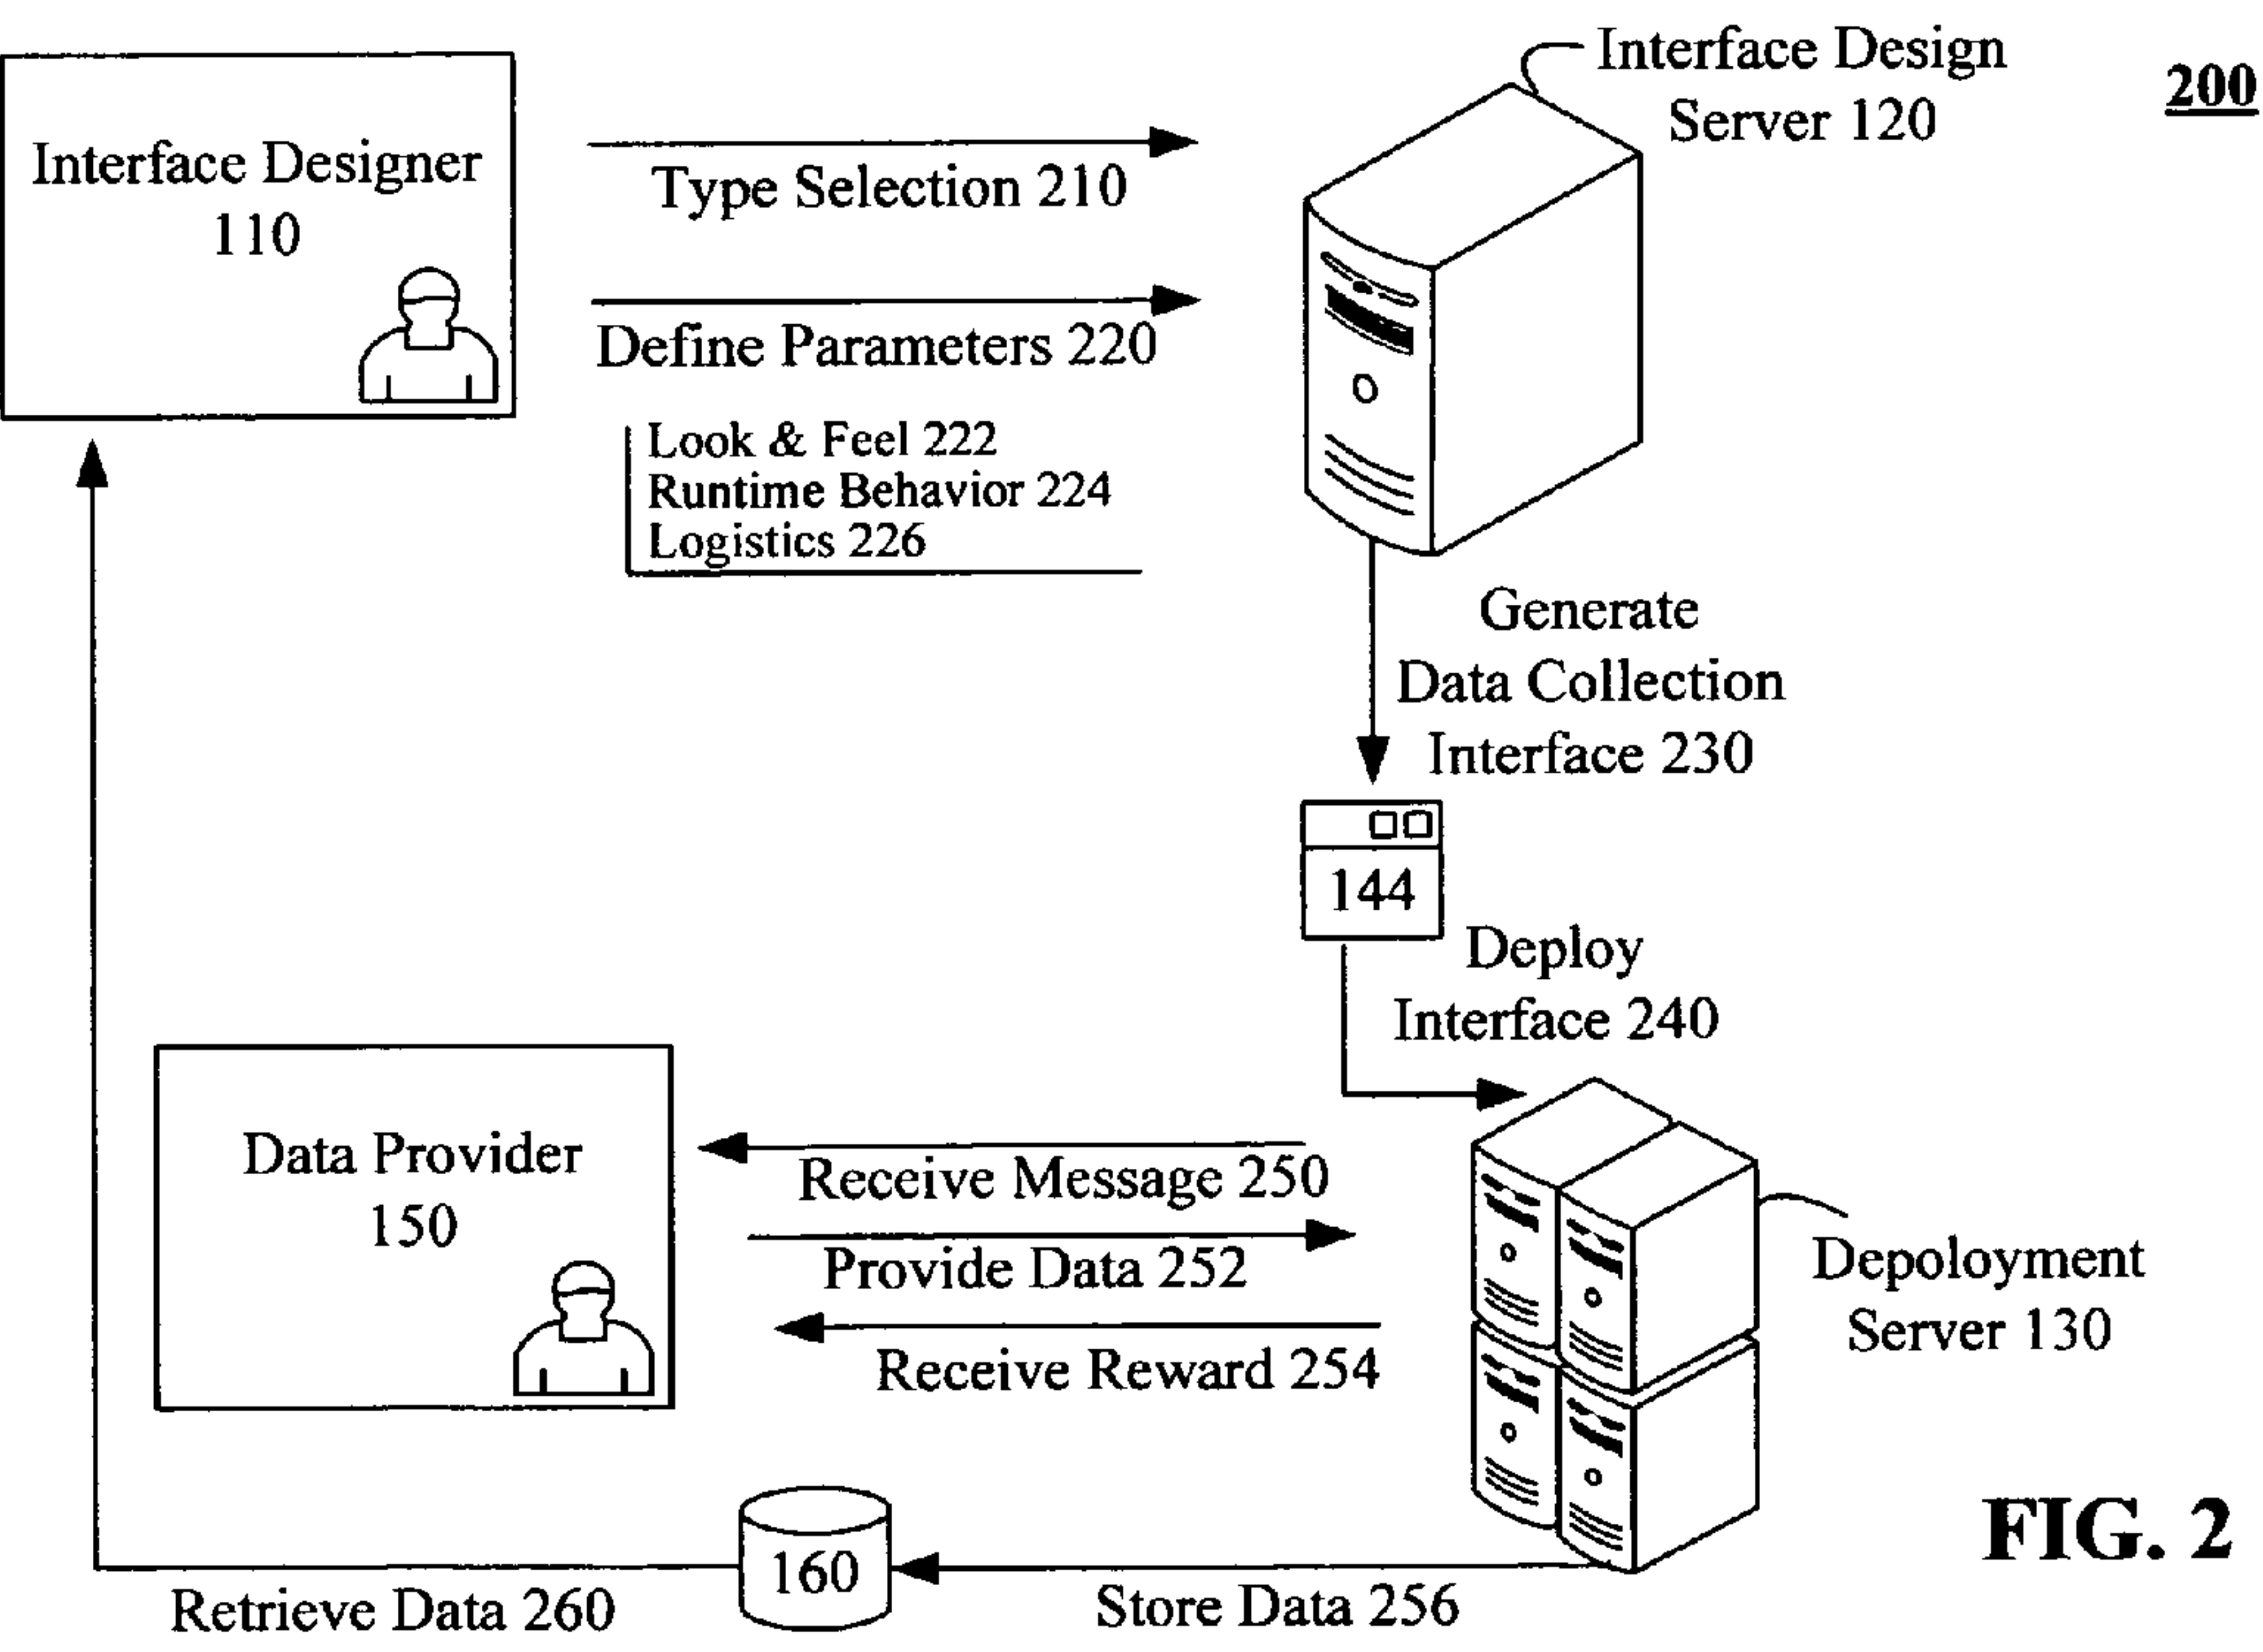 Interface Design
Server 120
200
Interface Designer
110
Type Selection 210
Define Parameters 220
Look & Feel 222
Runtime Behavior 224
Logistics 226
Generate
Data Collection
Interface 230
144
Deploy
Interface 240
Data Provider
150
Receive Message 250
Provide Data 252
Receive Reward 254
Depoloyment
Server 130
160
Retrieve Data 260
Store Data 256
FIG. 2